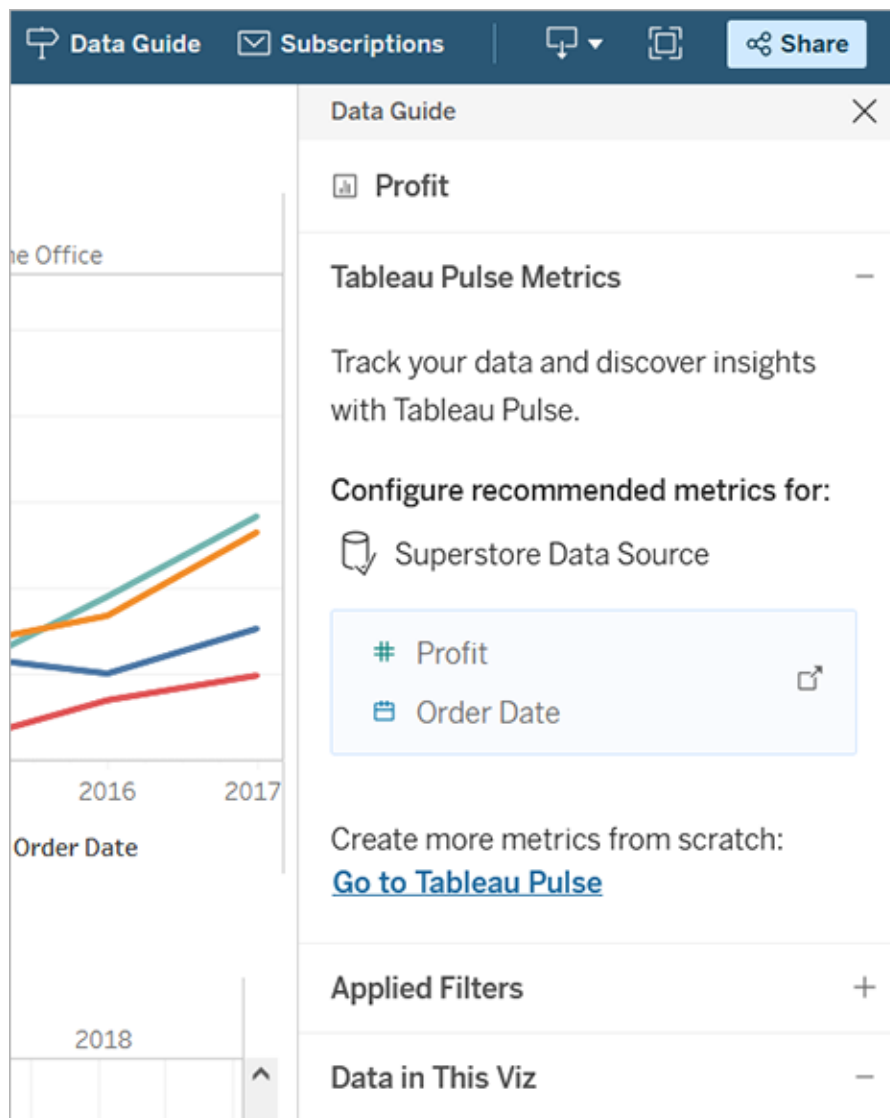 Data Guide
Subscriptions
Share
Data Guide
Profit
Office
Tableau Pulse Metrics
Track your data and discover insights
with Tableau Pulse.
Configure recommended metrics for:
Superstore Data Source
Profit
Order Date
2016
2017
Order Date
Create more metrics from scratch:
Go to Tableau Pulse
Applied Filters
2018
Data in This Viz